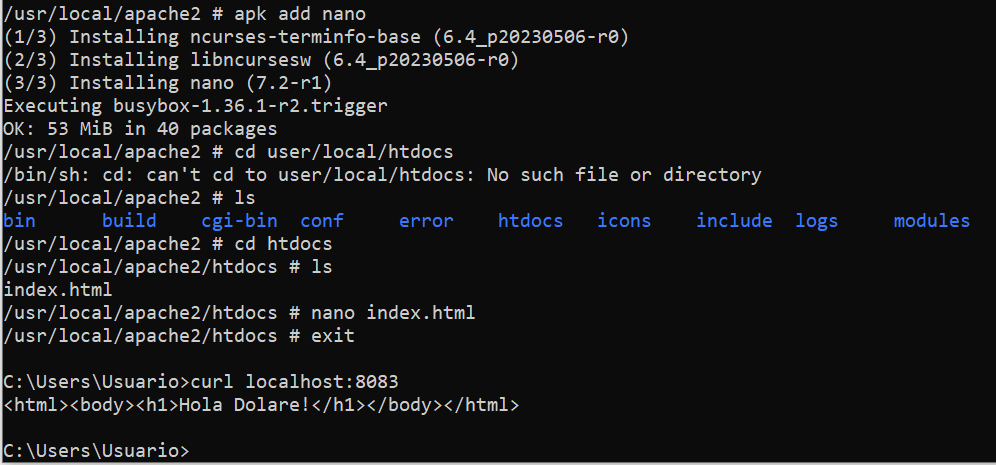 /usr/local/apache2 # apk add nano
(1/3) Installing ncurses-terminfo-base (6.4_p20230506-r0)
(2/3) Installing libncursesw (6.4_p20230506-r0)
(3/3) Installing nano (7.2-r1)
Executing busybox-1.36.1-r2.trigger
OK: 53 MiB in 40 packages
/usr/local/apache2 # cd user/local/htdocs
/bin/sh: cd: can't cd to user/local/htdocs: No such file or directory
/usr/local/apache2 # ls
bin      build    cgi-bin  conf     error    htdocs   icons    include  logs     modules
/usr/local/apache2 # cd htdocs
/usr/local/apache2/htdocs # ls
index.html
/usr/local/apache2/htdocs # nano index.html
/usr/local/apache2/htdocs # exit
C:\Users\Usuario>curl localhost:8083
<html><body><h1>Hola Dolare!</h1></body></html>
C:\Users\Usuario>